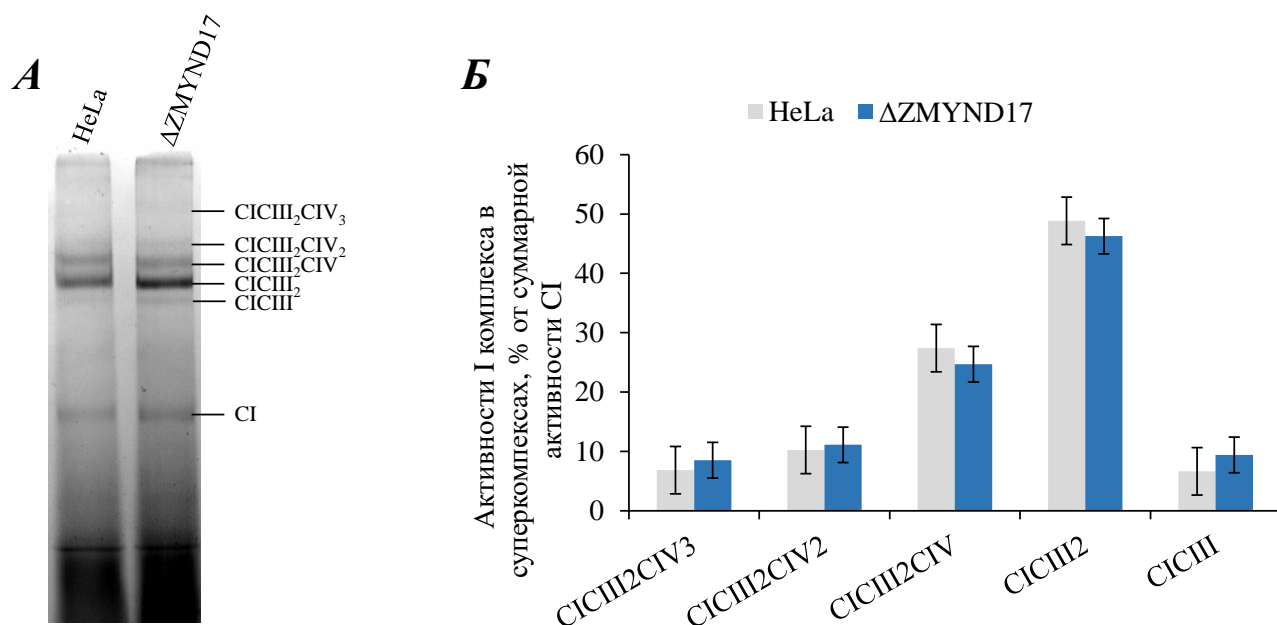 А
HeLa
ΔZMYND17
CICIII₂CIV₃
CICIII₂CIV₂
CICIII₂CIV
CICIII₂
CICIII
CI
Б
HeLa
ΔZMYND17
Активности I комплекса в
суперкомпексах, % от суммарной
активности CI
60
50
40
30
20
10
0
CICIII2CIV3
CICIII2CIV2
CICIII2CIV
CICIII2
CICIII